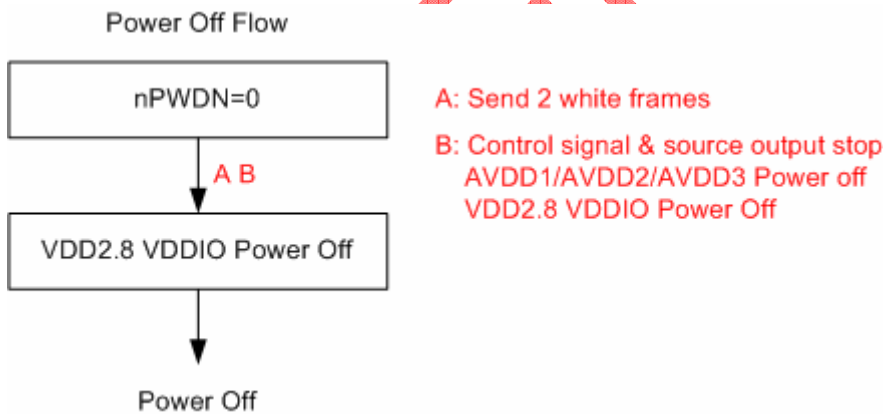 Power Off Flow
nPWDN=0
A: Send 2 white frames
B: Control signal & source output stop
AVDD1/AVDD2/AVDD3 Power off
VDD2.8 VDDIO Power Off
A B
VDD2.8 VDDIO Power Off
Power Off